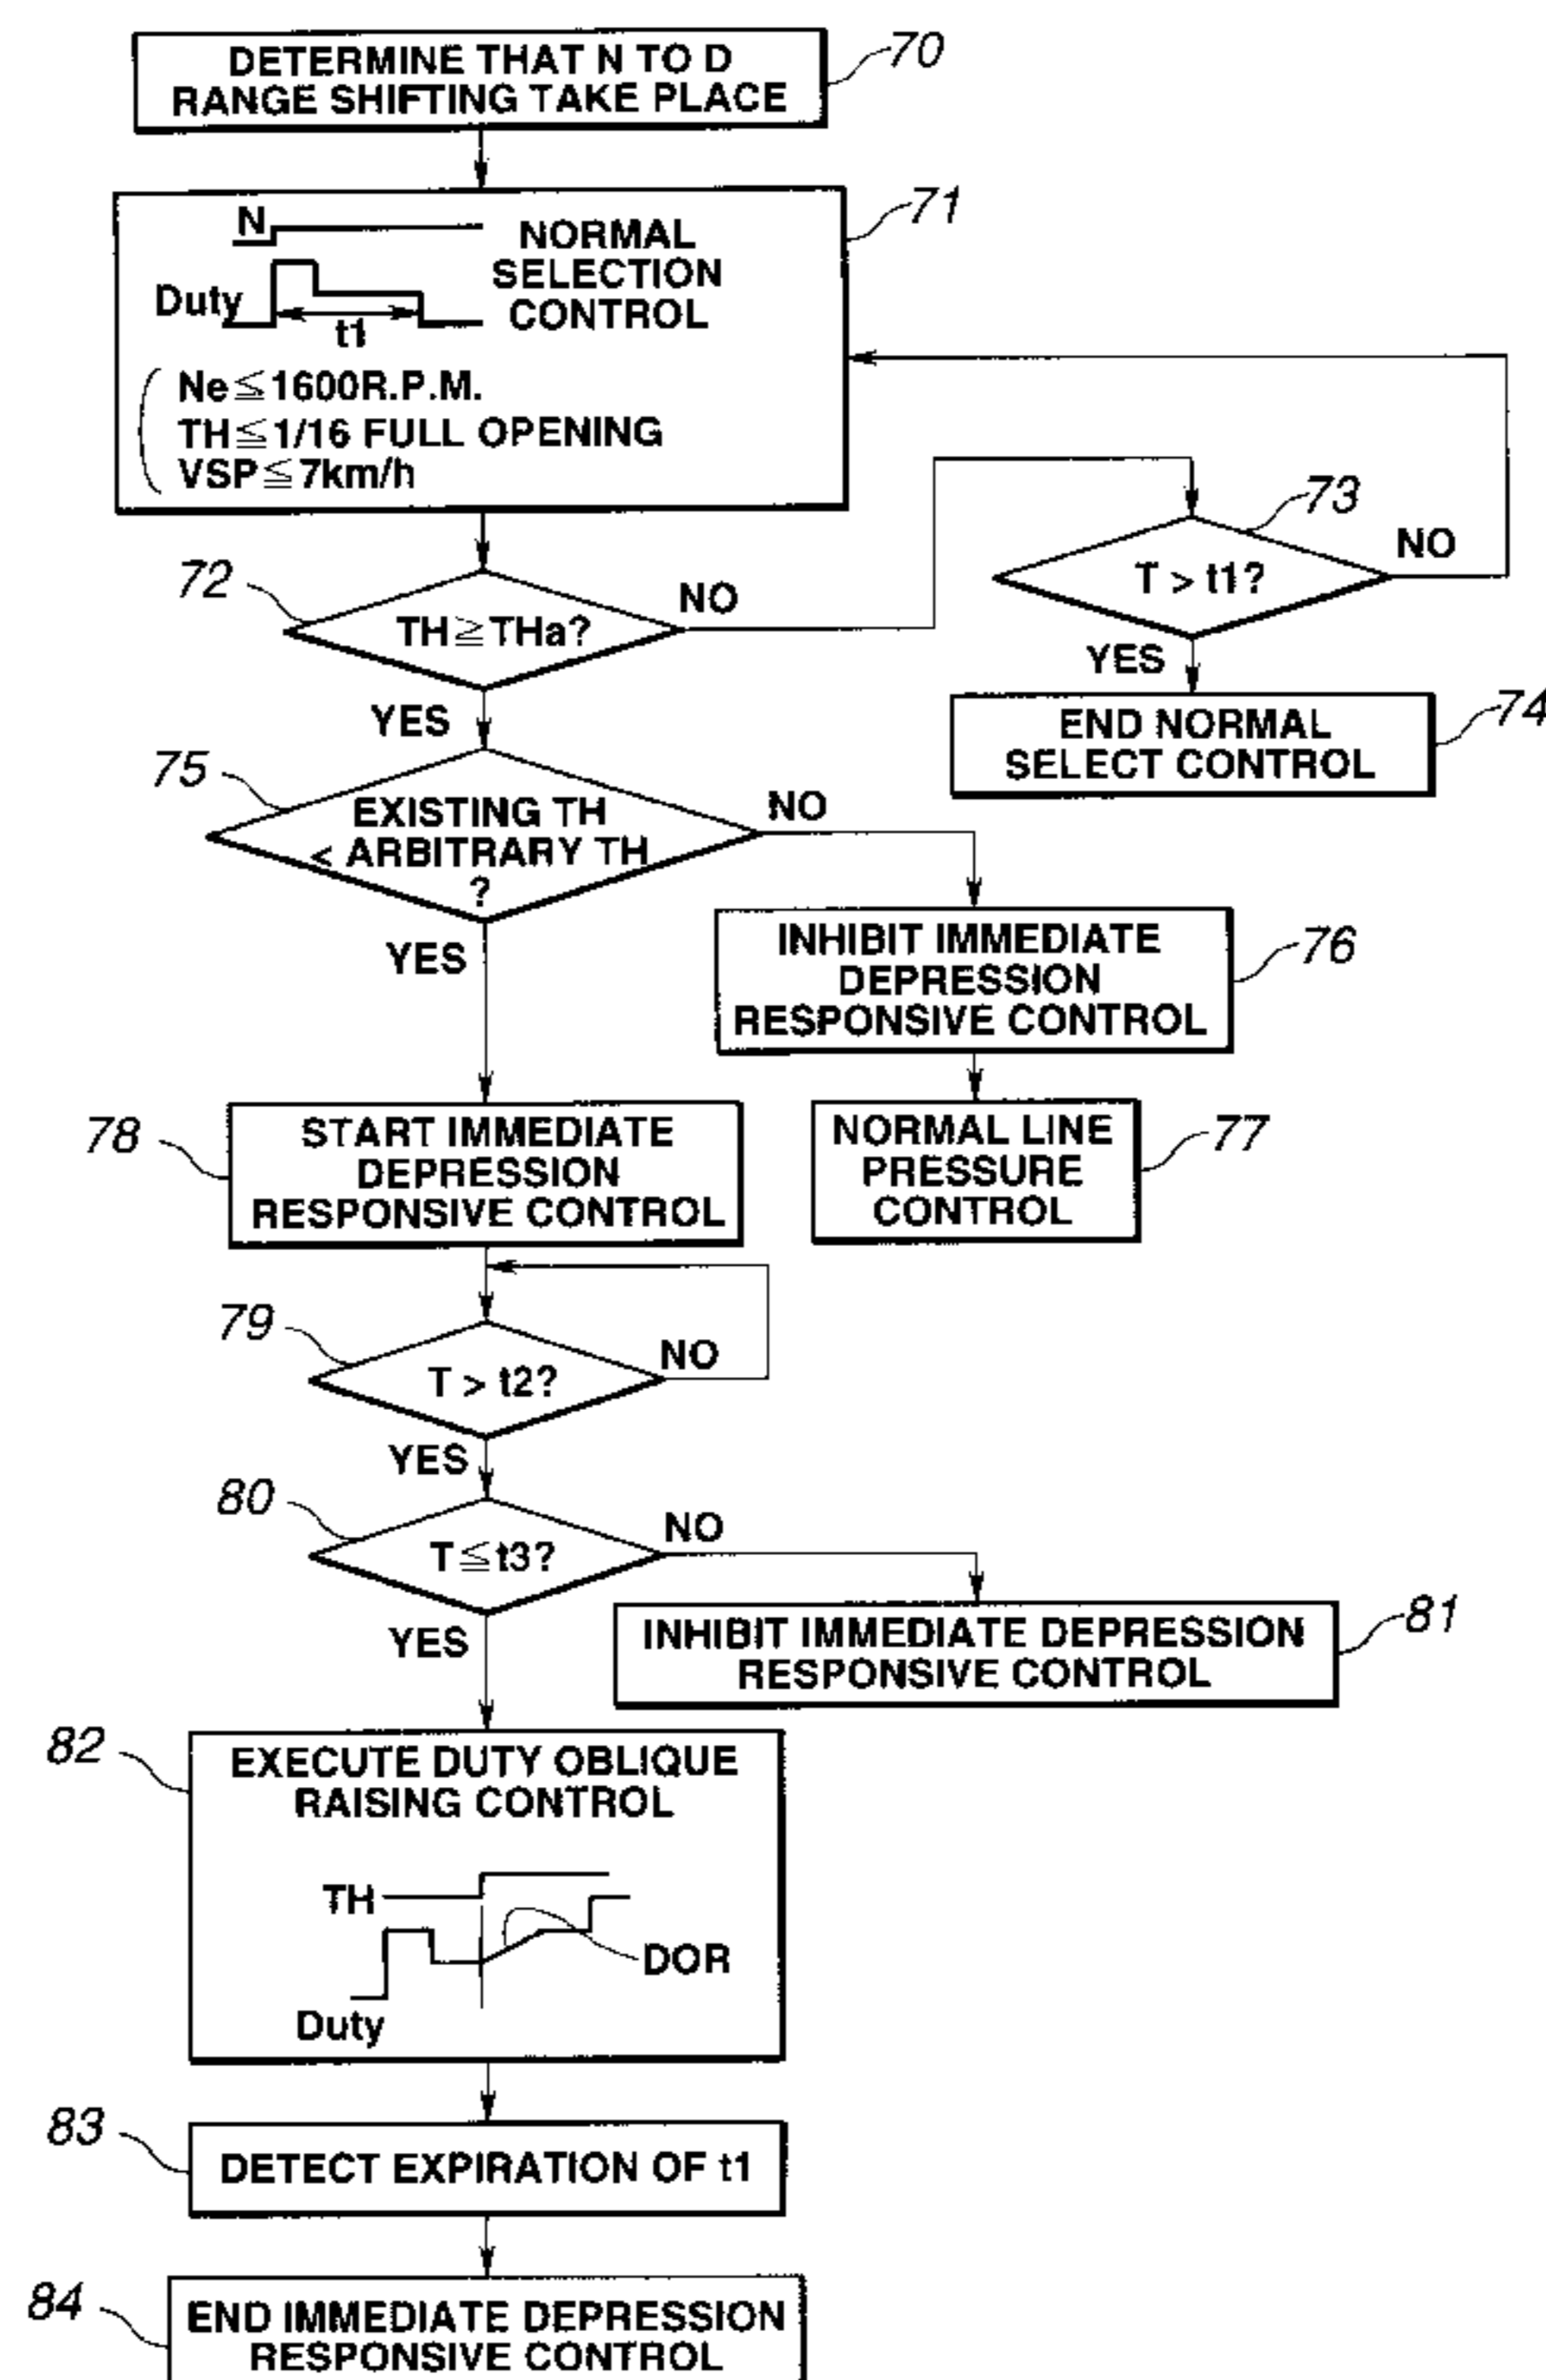 DETERMINE THAT N TO D
RANGE SHIFTING TAKE PLACE
70
71
N
NORMAL
SELECTION
CONTROL
Duty
t1
Ne≦1600R.P.M.
TH≦1/16 FULL OPENING
VSP≦7km/h
72
TH≧THa?
NO
YES
73
T > t1?
NO
YES
END NORMAL
SELECT CONTROL
74
75
EXISTING TH
< ARBITRARY TH
?
NO
YES
INHIBIT IMMEDIATE
DEPRESSION
RESPONSIVE CONTROL
76
NORMAL LINE
PRESSURE
CONTROL
77
78
START IMMEDIATE
DEPRESSION
RESPONSIVE CONTROL
79
T > t2?
NO
YES
80
T≦t3?
NO
YES
INHIBIT IMMEDIATE DEPRESSION
RESPONSIVE CONTROL
81
82
EXECUTE DUTY OBLIQUE
RAISING CONTROL
TH
DOR
Duty
83
DETECT EXPIRATION OF t1
84
END IMMEDIATE DEPRESSION
RESPONSIVE CONTROL